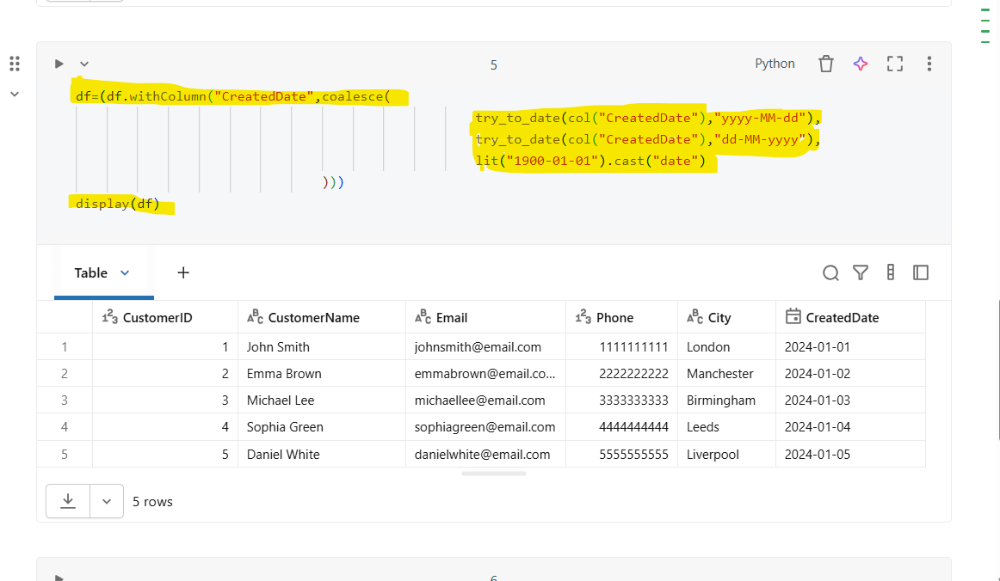 5
Python
df=(df.withColumn("CreatedDate",coalesce(
try_to_date(col("CreatedDate"),"yyyy-MM-dd"),
try_to_date(col("CreatedDate"),"dd-MM-yyyy"),
lit("1900-01-01").cast("date")
)))
display(df)
Table +
CustomerID CustomerName Email Phone City CreatedDate
1 1 John Smith johnsmith@email.com 1111111111 London 2024-01-01
2 2 Emma Brown emmabrown@email.co... 2222222222 Manchester 2024-01-02
3 3 Michael Lee michaellee@email.com 3333333333 Birmingham 2024-01-03
4 4 Sophia Green sophiagreen@email.com 4444444444 Leeds 2024-01-04
5 5 Daniel White danielwhite@email.com 5555555555 Liverpool 2024-01-05
5 rows
6